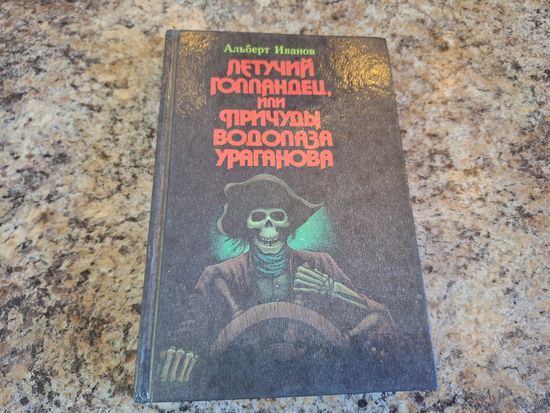 Альберт Иванов
ЛЕТУЧИЙ
ГОЛЛАНДЕЦ,
ИЛИ
ПРИЧУДЫ
ВОДОЛАЗА
УРАГАНОВА